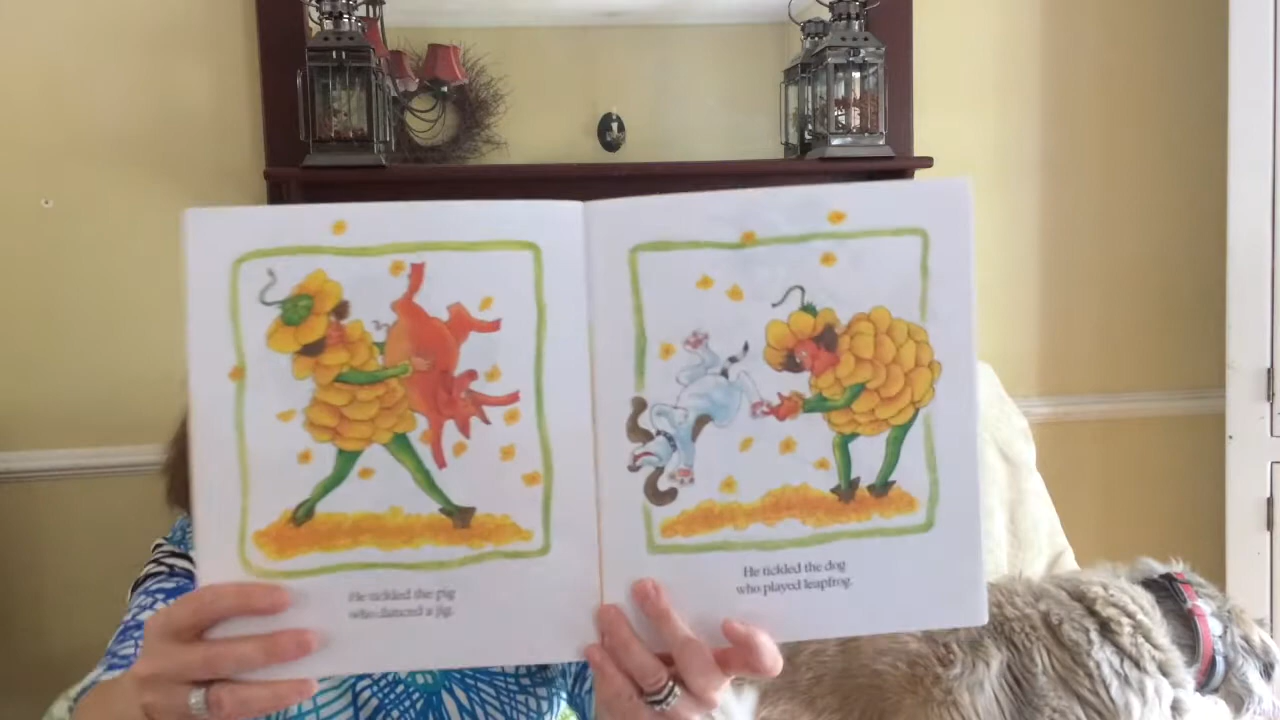 He tickled the pig
who danced a jig.
He tickled the dog
who played leapfrog.